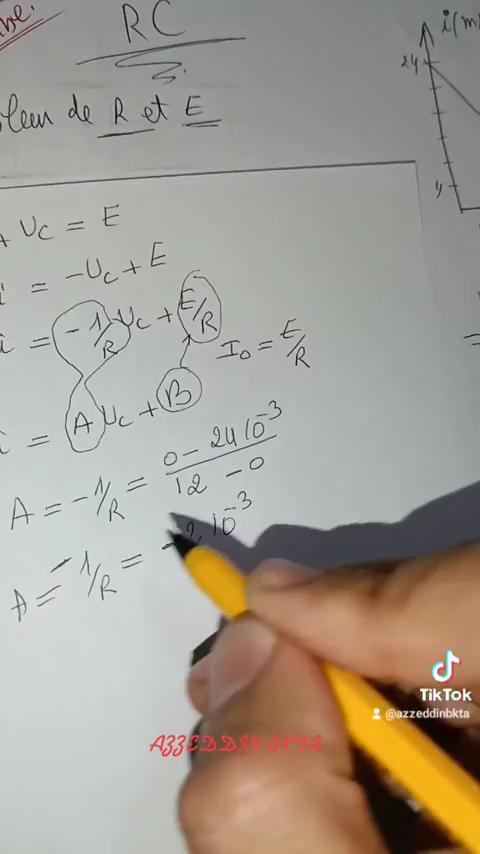 RC
de R et E
i(m
24
4
+ Uc = E
i = -Uc + E
i = -1/R Uc + E/R
I₀ = E/R
i = A Uc + B
A = -1/R = 0 - 24 10⁻³ / 12 - 0
A = -1/R = - 2 10⁻³
TikTok
@azzeddinbkta
AZZEDDIN BKTA